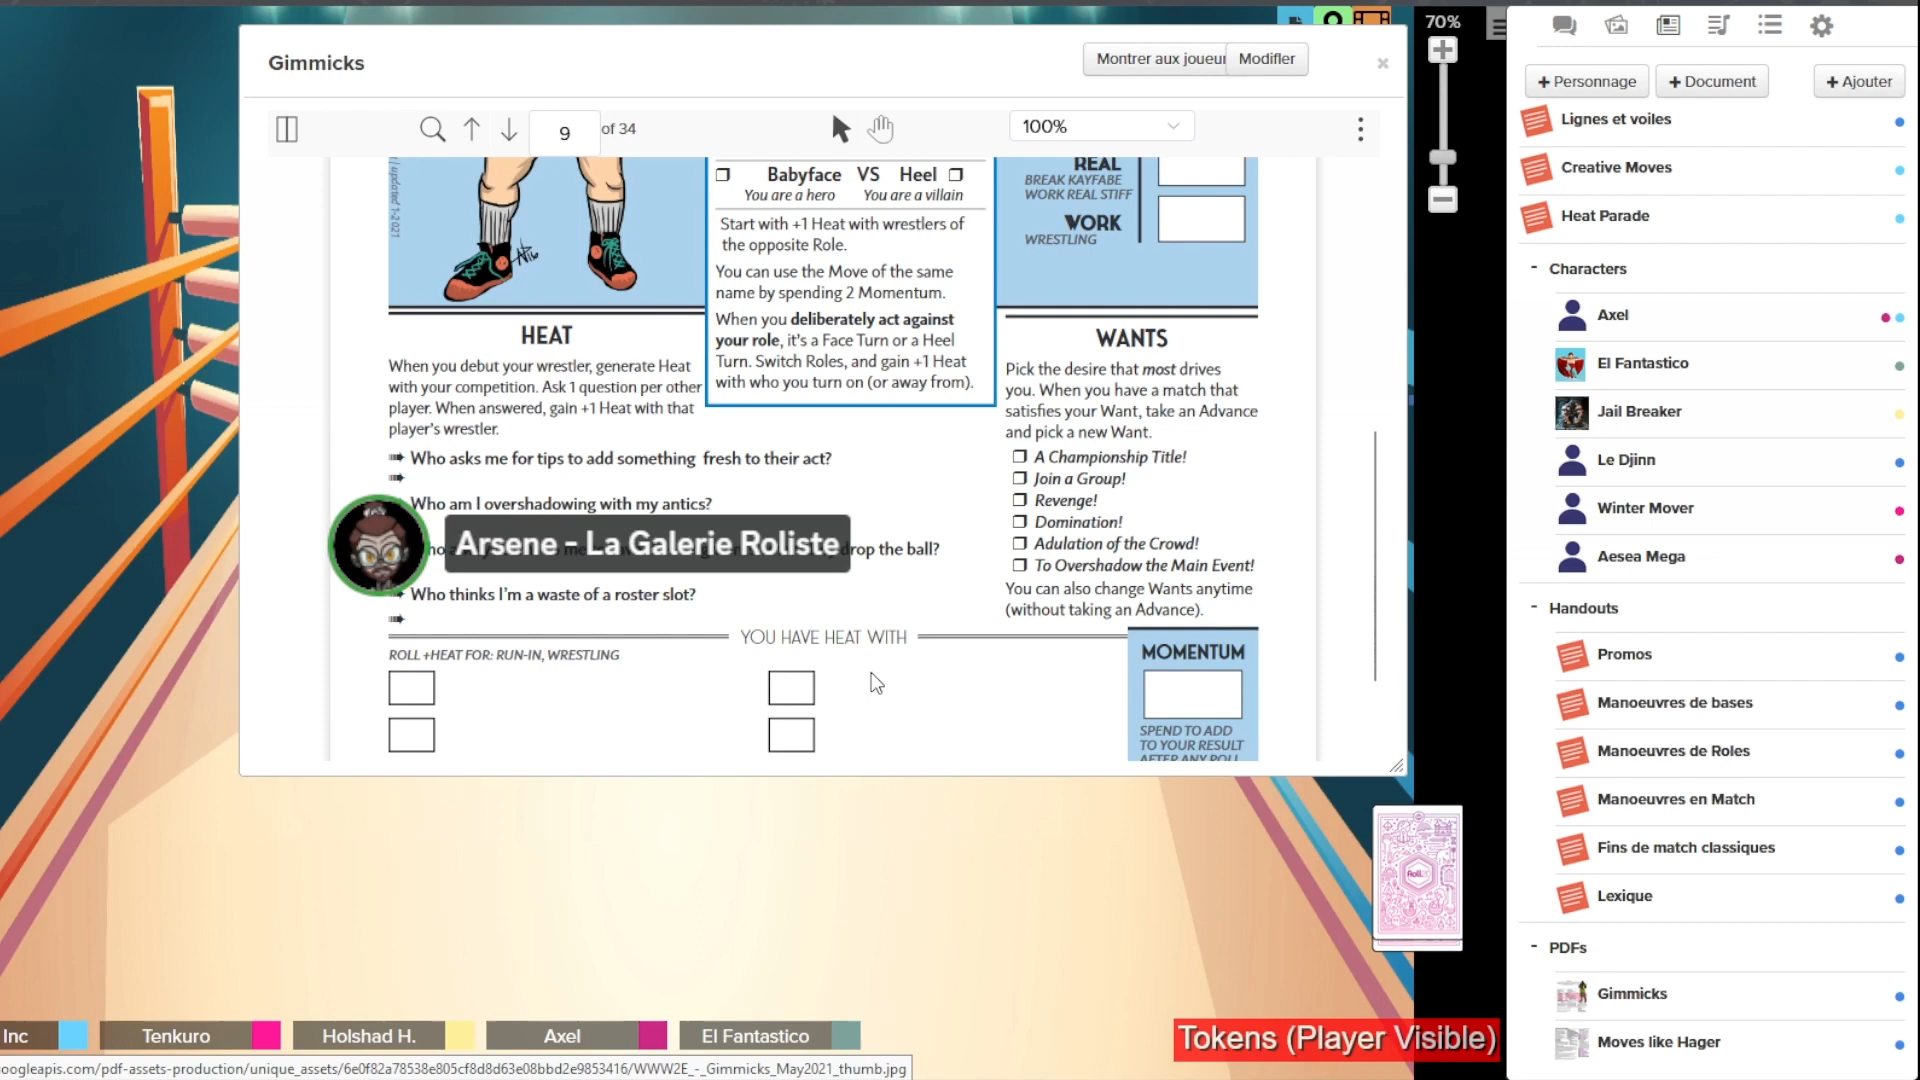 Gimmicks
Montrer aux joueur
Modifier
×
9
of 34
100%
70%
updated 1-2021
Babyface VS Heel
You are a hero
You are a villain
Start with +1 Heat with wrestlers of
the opposite Role.
You can use the Move of the same
name by spending 2 Momentum.
When you deliberately act against
your role, it's a Face Turn or a Heel
Turn. Switch Roles, and gain +1 Heat
with who you turn on (or away from).
REAL
BREAK KAYFABE
WORK REAL STIFF
WORK
WRESTLING
HEAT
When you debut your wrestler, generate Heat
with your competition. Ask 1 question per other
player. When answered, gain +1 Heat with that
player's wrestler.
Who asks me for tips to add something fresh to their act?
Who am I overshadowing with my antics?
drop the ball?
Who thinks I'm a waste of a roster slot?
Arsene - La Galerie Roliste
WANTS
Pick the desire that most drives
you. When you have a match that
satisfies your Want, take an Advance
and pick a new Want.
A Championship Title!
Join a Group!
Revenge!
Domination!
Adulation of the Crowd!
To Overshadow the Main Event!
You can also change Wants anytime
(without taking an Advance).
YOU HAVE HEAT WITH
ROLL +HEAT FOR: RUN-IN, WRESTLING
MOMENTUM
SPEND TO ADD
TO YOUR RESULT
AFTER ANY ROLL
Roll20
+ Personnage
+ Document
+ Ajouter
Lignes et voiles
Creative Moves
Heat Parade
- Characters
Axel
El Fantastico
Jail Breaker
Le Djinn
Winter Mover
Aesea Mega
- Handouts
Promos
Manoeuvres de bases
Manoeuvres de Roles
Manoeuvres en Match
Fins de match classiques
Lexique
- PDFs
Gimmicks
Moves like Hager
Inc
Tenkuro
Holshad H.
Axel
El Fantastico
Tokens (Player Visible)
oogleapis.com/pdf-assets-production/unique_assets/6e0f82a78538e805cf8d8d63e08bbd2e9853416/WWW2E_-_Gimmicks_May2021_thumb.jpg